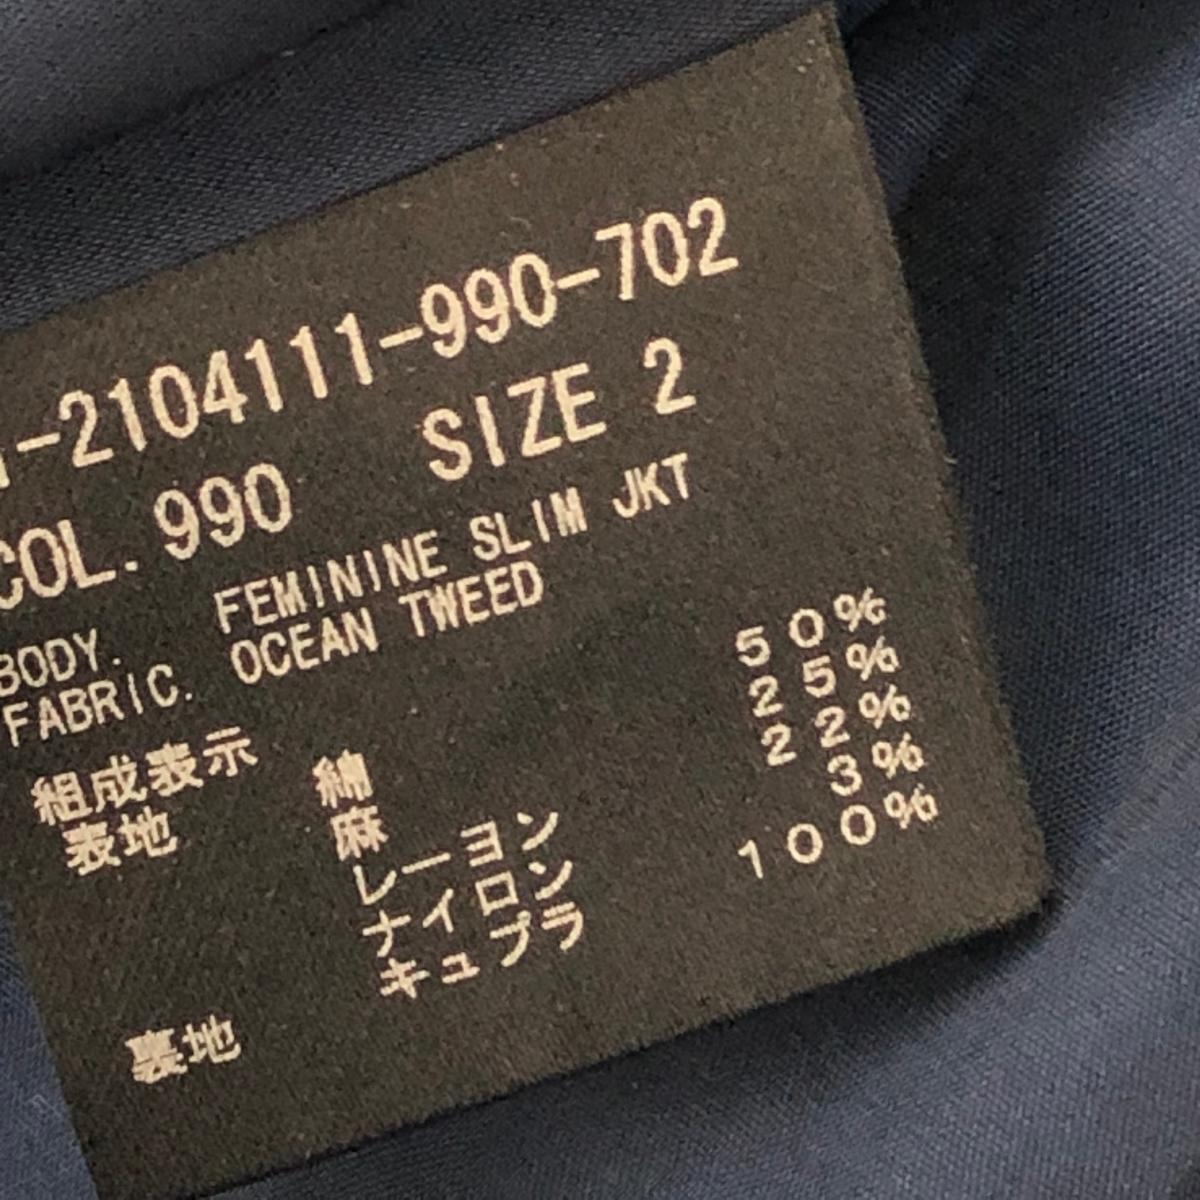 -2104111-990-702
COL. 990 SIZE 2
BODY. FEMININE SLIM JKT
FABRIC. OCEAN TWEED
組成表示
表地 綿 50%
麻 25%
レーヨン 22%
ナイロン 3%
キュプラ 100%
裏地